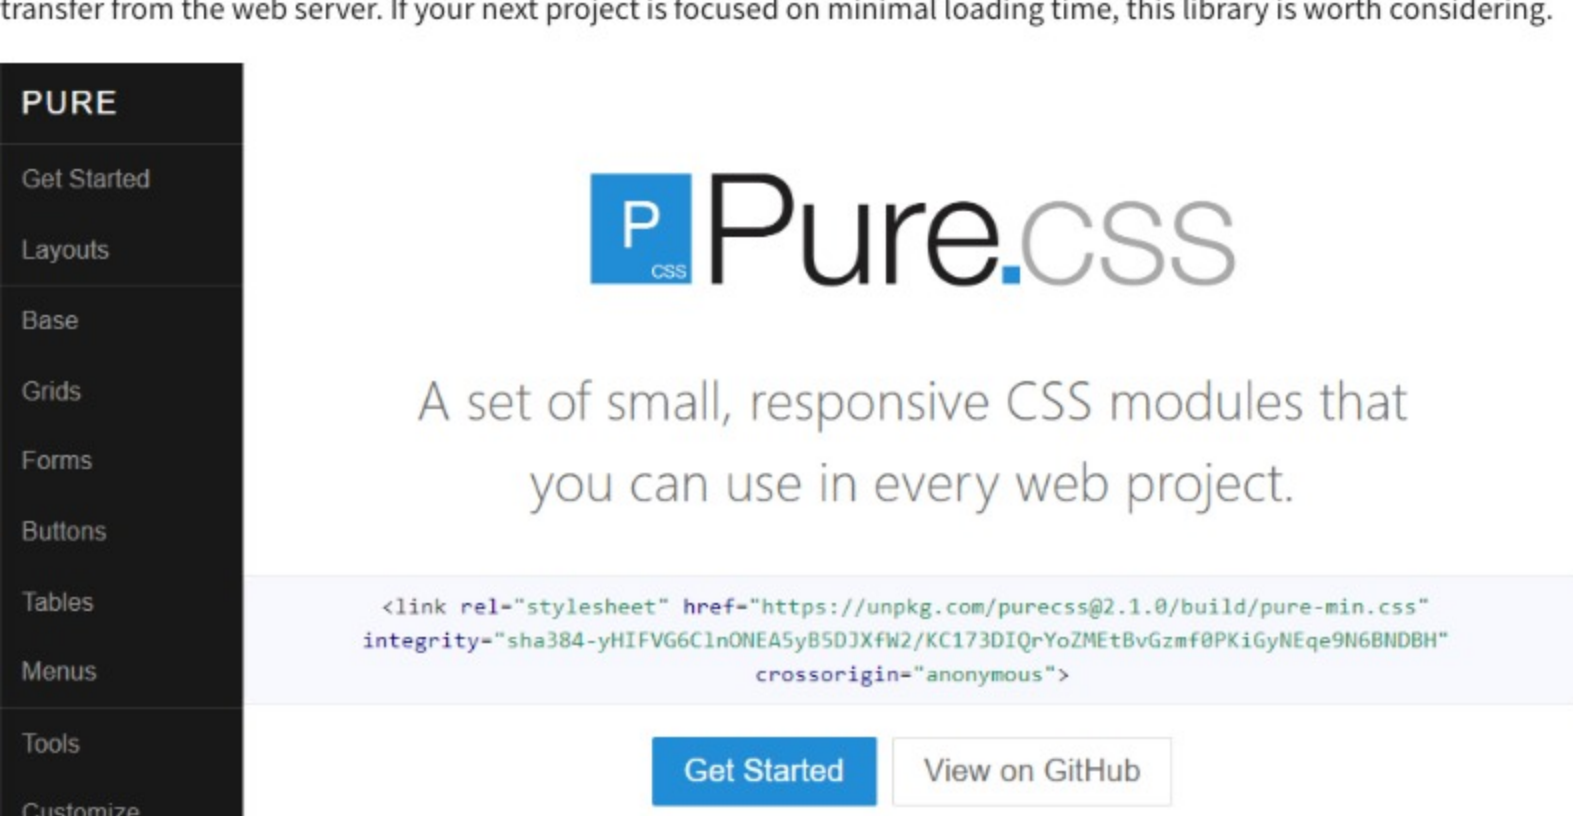 transfer from the web server. If your next project is focused on minimal loading time, this library is worth considering.
PURE
Get Started
Layouts
Base
Grids
Forms
Buttons
Tables
Menus
Tools
Customize
P
CSS
Pure.css
A set of small, responsive CSS modules that
you can use in every web project.
<link rel="stylesheet" href="https://unpkg.com/purecss@2.1.0/build/pure-min.css"
integrity="sha384-yHIFVG6ClnONEA5yB5DJXfW2/KC173DIQrYoZMEtBvGzmf0PKiGyNEqe9N6BNDBH"
crossorigin="anonymous">
Get Started
View on GitHub